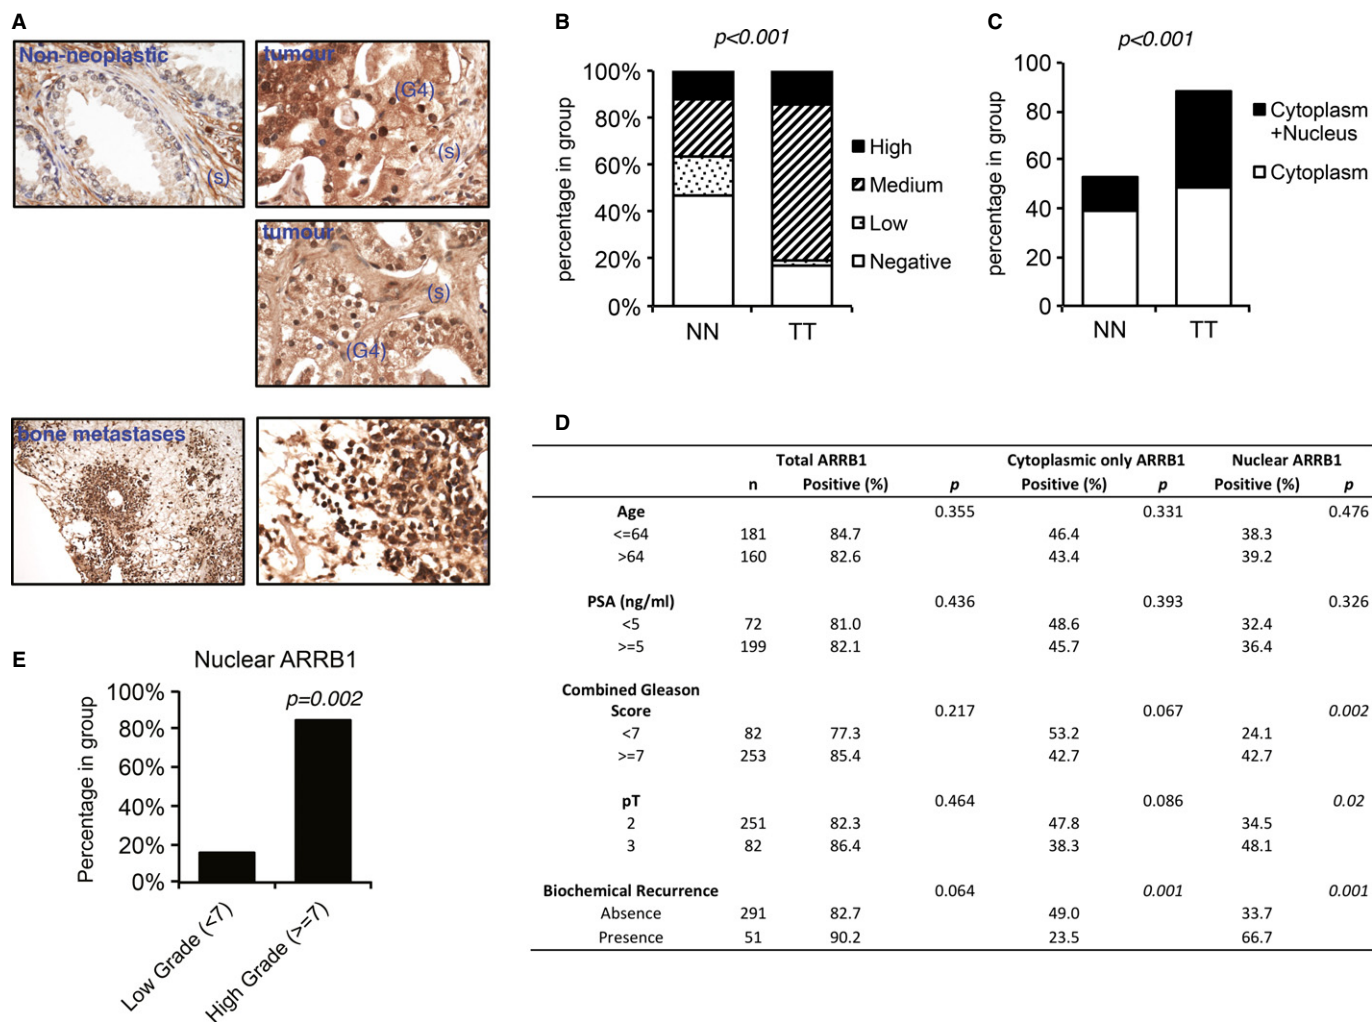 A
Non-neoplastic
(s)
tumour
(G4)
(s)
tumour
(s)
(G4)
bone metastases
B
p<0.001
percentage in group
100%
80%
60%
40%
20%
0%
NN TT
High
Medium
Low
Negative
C
p<0.001
percentage in group
100
80
60
40
20
0
NN TT
Cytoplasm
+Nucleus
Cytoplasm
D
Total ARRB1 Cytoplasmic only ARRB1 Nuclear ARRB1
n Positive (%) p Positive (%) p Positive (%) p
Age 0.355 0.331 0.476
<=64 181 84.7 46.4 38.3
>64 160 82.6 43.4 39.2
PSA (ng/ml) 0.436 0.393 0.326
<5 72 81.0 48.6 32.4
>=5 199 82.1 45.7 36.4
Combined Gleason
Score 0.217 0.067 0.002
<7 82 77.3 53.2 24.1
>=7 253 85.4 42.7 42.7
pT 0.464 0.086 0.02
2 251 82.3 47.8 34.5
3 82 86.4 38.3 48.1
Biochemical Recurrence 0.064 0.001 0.001
Absence 291 82.7 49.0 33.7
Presence 51 90.2 23.5 66.7
E
Nuclear ARRB1
p=0.002
Percentage in group
100%
80%
60%
40%
20%
0%
Low Grade (<7)
High Grade (>=7)